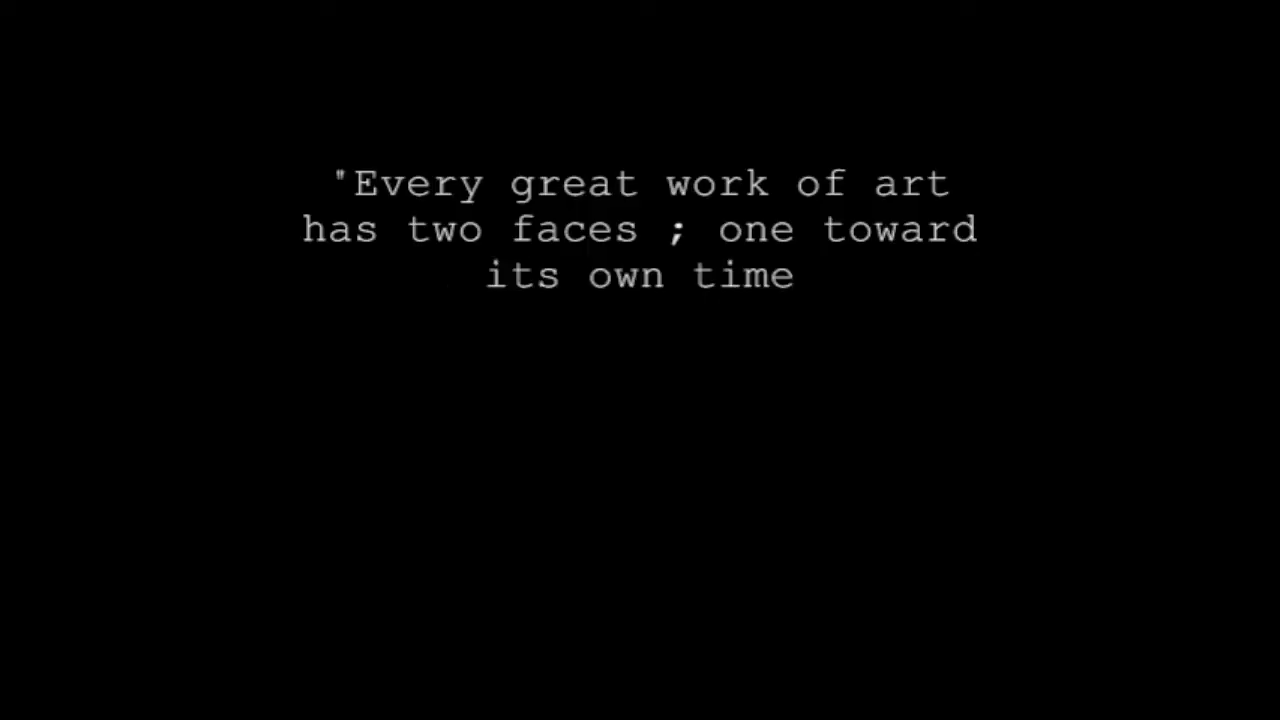 "Every great work of art
has two faces ; one toward
its own time